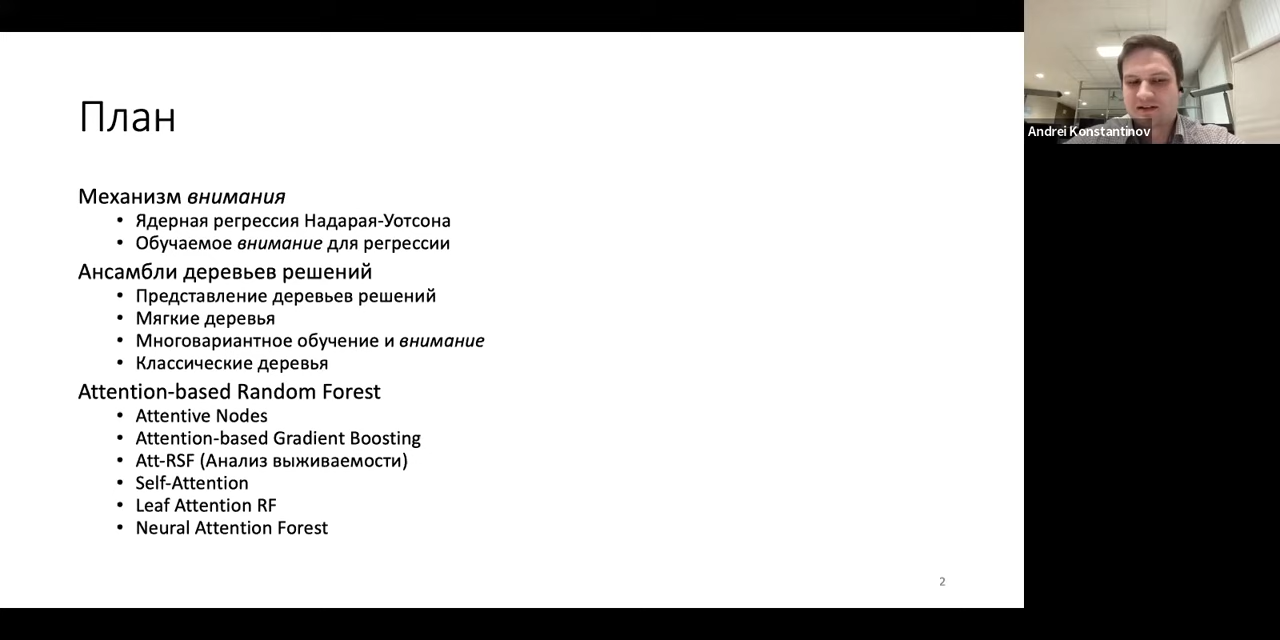 План
Механизм внимания
• Ядерная регрессия Надарая-Уотсона
• Обучаемое внимание для регрессии
Ансамбли деревьев решений
• Представление деревьев решений
• Мягкие деревья
• Многовариантное обучение и внимание
• Классические деревья
Attention-based Random Forest
• Attentive Nodes
• Attention-based Gradient Boosting
• Att-RSF (Анализ выживаемости)
• Self-Attention
• Leaf Attention RF
• Neural Attention Forest
2
Andrei Konstantinov